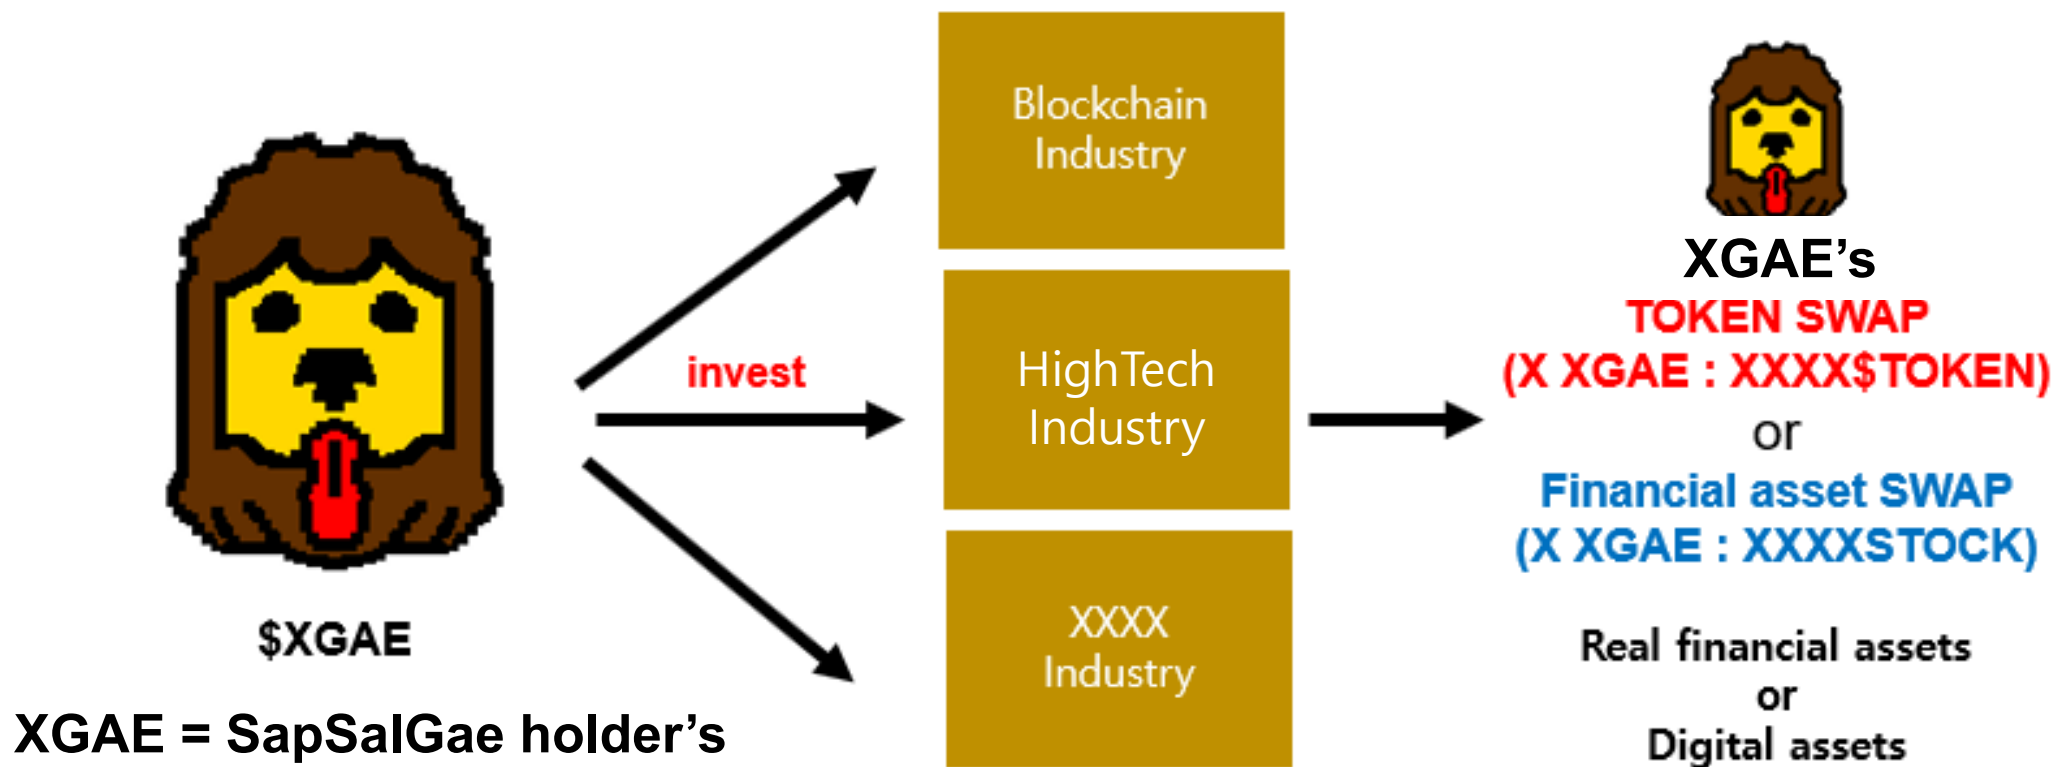 $XGAE
XGAE = SapSalGae holder’s
invest
Blockchain
Industry
HighTech
Industry
XXXX
Industry
XGAE’s
TOKEN SWAP
(X XGAE : XXXX$TOKEN)
or
Financial asset SWAP
(X XGAE : XXXXSTOCK)
Real financial assets
or
Digital assets